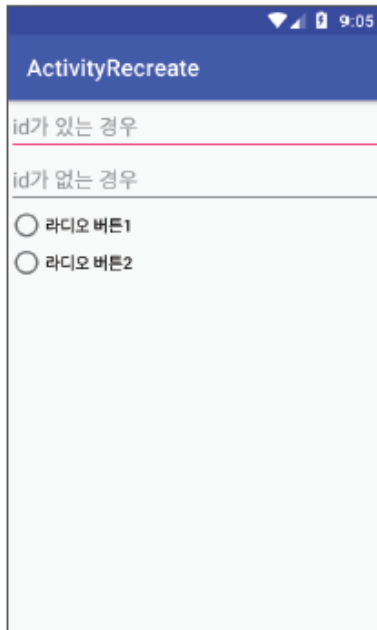 9:05
ActivityRecreate
id가 있는 경우
id가 없는 경우
라디오 버튼1
라디오 버튼2